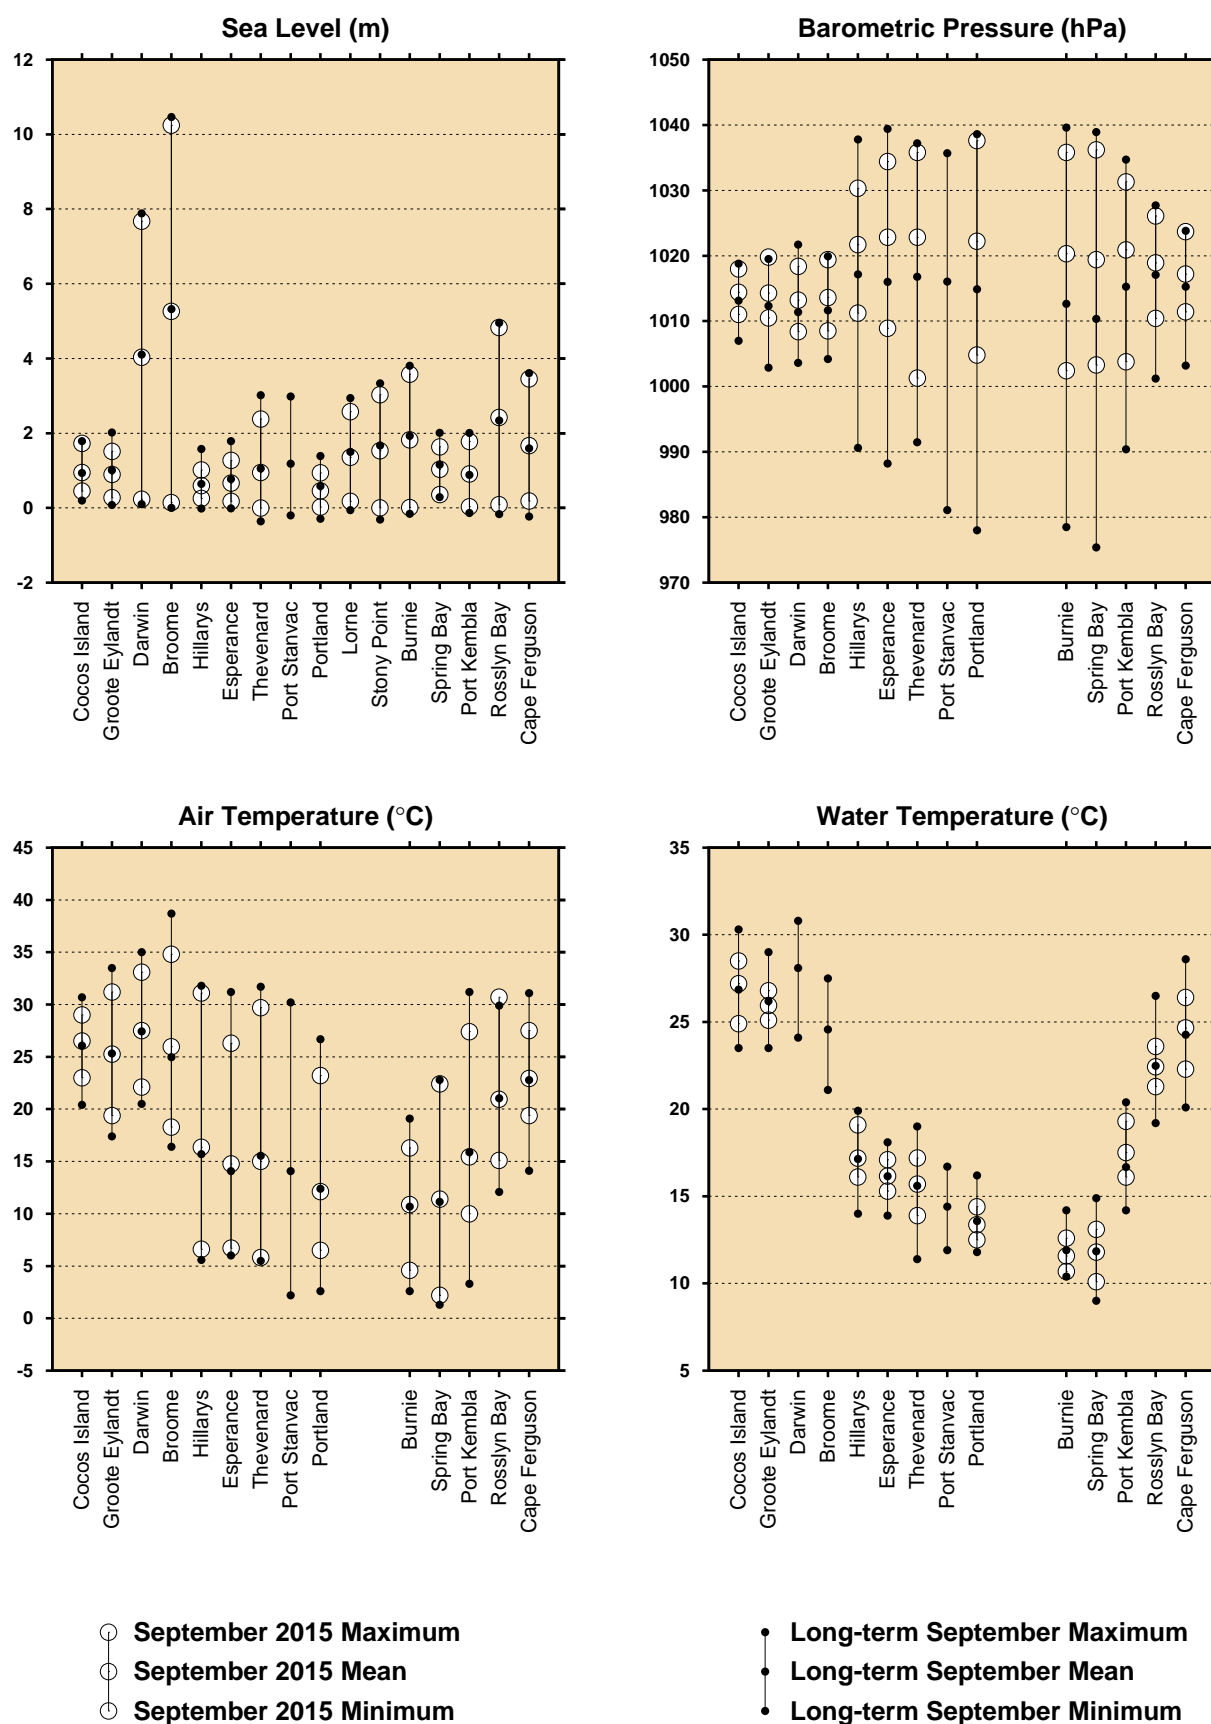 Sea Level (m)
12
10
8
6
4
2
0
-2
Cocos Island
Groote Eylandt
Darwin
Broome
Hillarys
Esperance
Thevenard
Port Stanvac
Portland
Lorne
Stony Point
Burnie
Spring Bay
Port Kembla
Rosslyn Bay
Cape Ferguson
Barometric Pressure (hPa)
1050
1040
1030
1020
1010
1000
990
980
970
Cocos Island
Groote Eylandt
Darwin
Broome
Hillarys
Esperance
Thevenard
Port Stanvac
Portland
Burnie
Spring Bay
Port Kembla
Rosslyn Bay
Cape Ferguson
Air Temperature (°C)
45
40
35
30
25
20
15
10
5
0
-5
Cocos Island
Groote Eylandt
Darwin
Broome
Hillarys
Esperance
Thevenard
Port Stanvac
Portland
Burnie
Spring Bay
Port Kembla
Rosslyn Bay
Cape Ferguson
Water Temperature (°C)
35
30
25
20
15
10
5
Cocos Island
Groote Eylandt
Darwin
Broome
Hillarys
Esperance
Thevenard
Port Stanvac
Portland
Burnie
Spring Bay
Port Kembla
Rosslyn Bay
Cape Ferguson
September 2015 Maximum
September 2015 Mean
September 2015 Minimum
Long-term September Maximum
Long-term September Mean
Long-term September Minimum